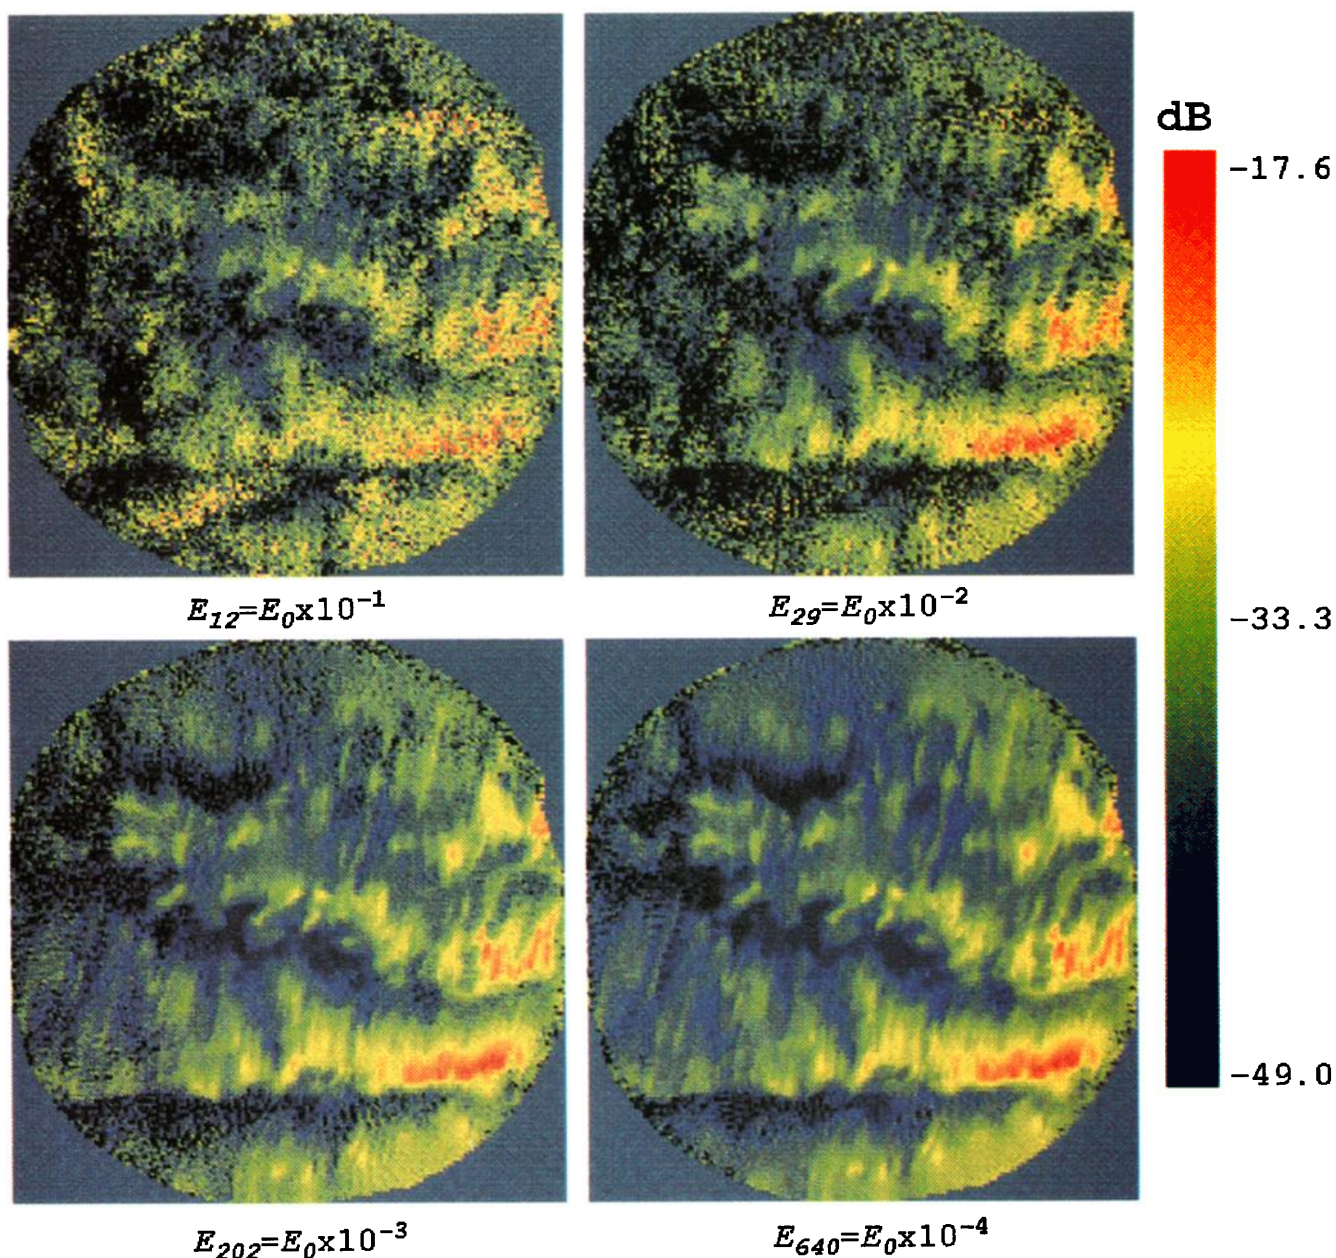 dB
-17.6
-33.3
-49.0
E₁₂=E₀x10⁻¹
E₂₉=E₀x10⁻²
E₂₀₂=E₀x10⁻³
E₆₄₀=E₀x10⁻⁴